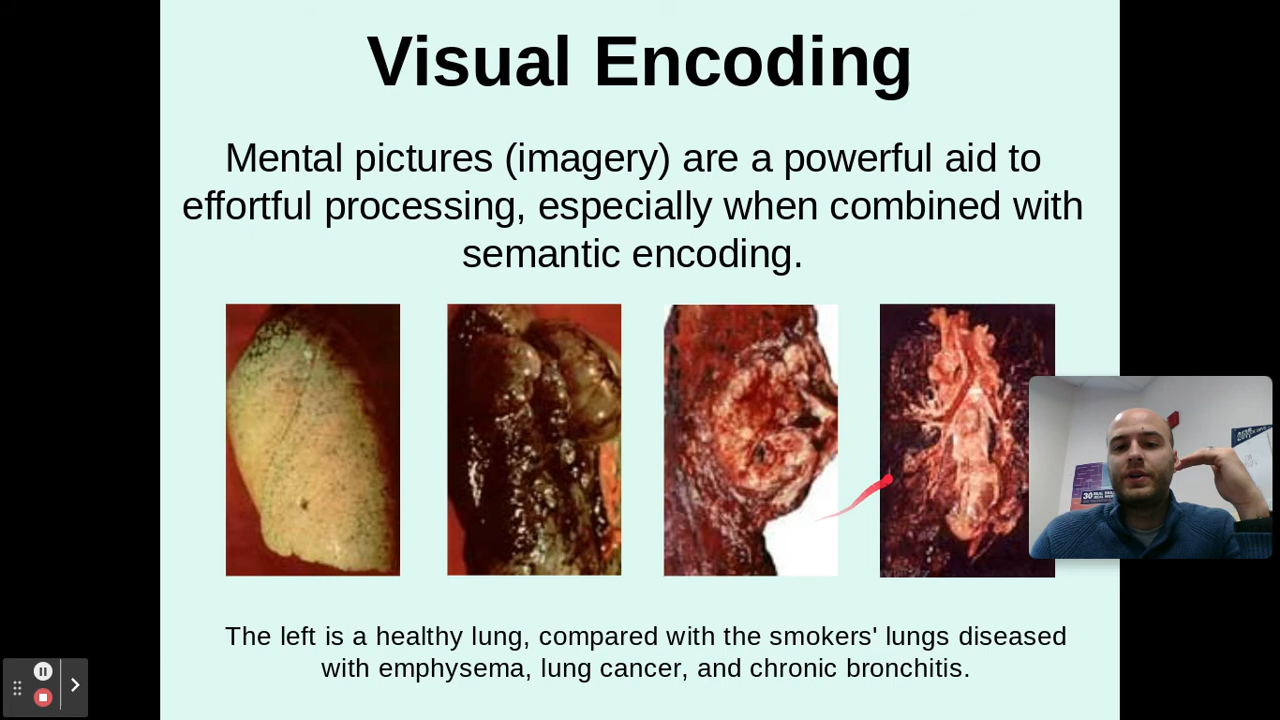 Visual Encoding
Mental pictures (imagery) are a powerful aid to
effortful processing, especially when combined with
semantic encoding.
The left is a healthy lung, compared with the smokers' lungs diseased
with emphysema, lung cancer, and chronic bronchitis.
30